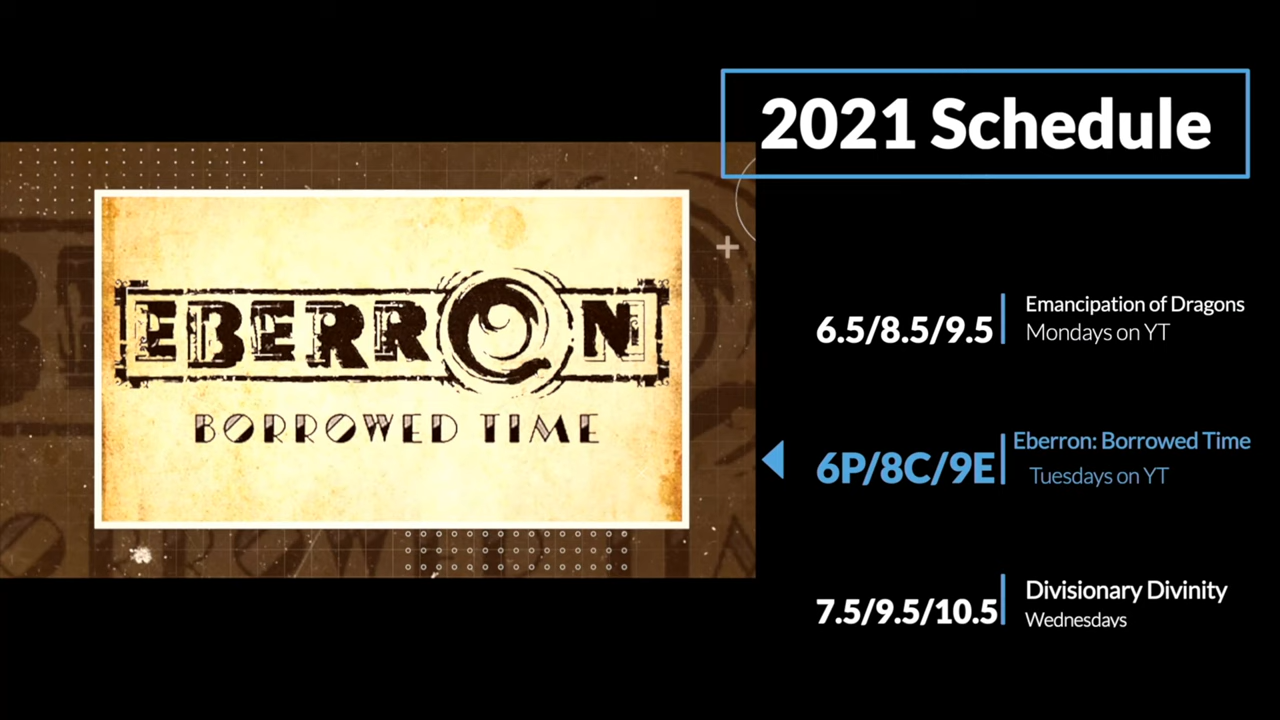 2021 Schedule
EBERRON
BORROWED TIME
6.5/8.5/9.5
Emancipation of Dragons
Mondays on YT
6P/8C/9E
Eberron: Borrowed Time
Tuesdays on YT
7.5/9.5/10.5
Divisionary Divinity
Wednesdays